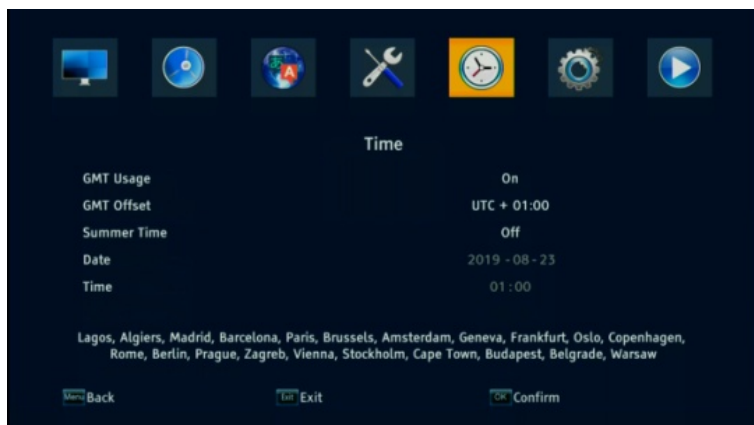 あ
A
Time
GMT Usage On
GMT Offset UTC + 01:00
Summer Time Off
Date 2019 - 08 - 23
Time 01 : 00
Lagos, Algiers, Madrid, Barcelona, Paris, Brussels, Amsterdam, Geneva, Frankfurt, Oslo, Copenhagen,
Rome, Berlin, Prague, Zagreb, Vienna, Stockholm, Cape Town, Budapest, Belgrade, Warsaw
Menu Back Exit Exit OK Confirm